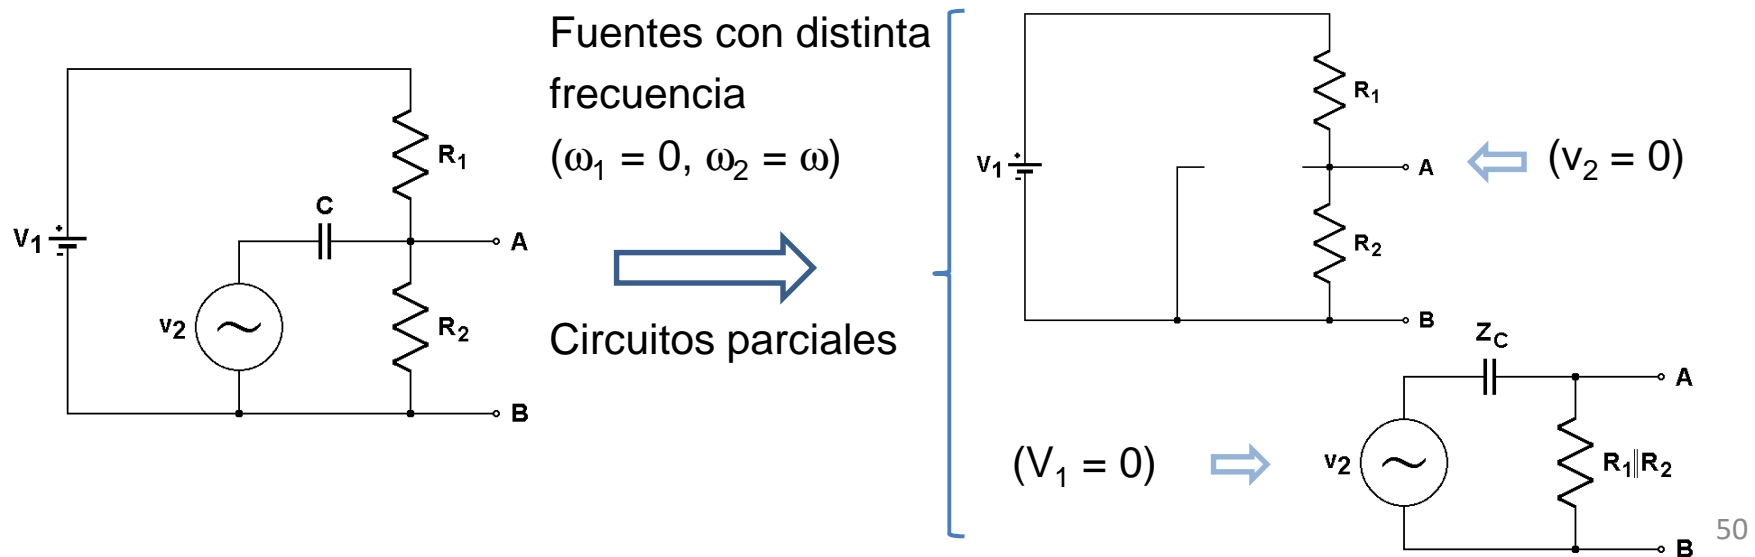 Fuentes con distinta
frecuencia
(ω₁ = 0, ω₂ = ω)
Circuitos parciales
V₁
+
-
C
v₂
R₁
R₂
A
B
V₁
+
-
R₁
R₂
A
B
(v₂ = 0)
(V₁ = 0)
Z_C
v₂
R₁||R₂
A
B
50